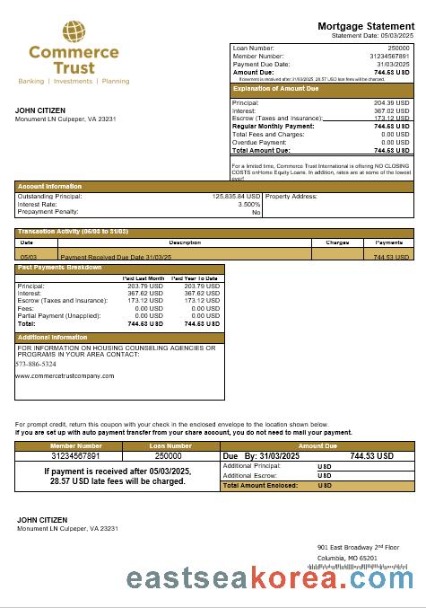 Mortgage Statement
Statement Date: 05/03/2025
Commerce
Trust
Banking | Investments | Planning
Loan Number: 250000
Member Number: 31234567891
Payment Due Date: 31/03/2025
Amount Due: 744.53 USD
If payment is received after 31/03/2025, 28.57 USD late fees will be charged.
Explanation of Amount Due
Principal: 204.39 USD
Interest: 367.02 USD
Escrow (Taxes and Insurance): 173.12 USD
Regular Monthly Payment: 744.53 USD
Total Fees and Charges: 0.00 USD
Overdue Payment: 0.00 USD
Total Amount Due: 744.53 USD
For a limited time, Commerce Trust International is offering NO CLOSING
COSTS onHome Equity Loans. In addition, rates are at some of the lowest
ever!
JOHN CITIZEN
Monument LN Culpeper, VA 23231
Account Information
Outstanding Principal: 125,835.84 USD
Interest Rate: 3.500%
Prepayment Penalty: No
Property Address:
Transaction Activity (06/03 to 31/03)
Date Description Charges Payments
05/03 Payment Received Due Date 31/03/25 744.53 USD
Past Payments Breakdown
Paid Last Month Paid Year To Date
Principal: 203.79 USD 203.79 USD
Interest: 367.62 USD 367.62 USD
Escrow (Taxes and Insurance): 173.12 USD 173.12 USD
Fees: 0.00 USD 0.00 USD
Partial Payment (Unapplied): 0.00 USD 0.00 USD
Total: 744.53 USD 744.53 USD
Additional Information
FOR INFORMATION ON HOUSING COUNSELING AGENCIES OR
PROGRAMS IN YOUR AREA CONTACT:
573-886-5324
www.commercetrustcompany.com
For prompt credit, return this coupon with your check in the enclosed envelope to the location shown below.
If you are set up with auto payment transfer from your share account, you do not need to mail your payment.
Member Number Loan Number Amount Due
31234567891 250000 Due By: 31/03/2025 744.53 USD
If payment is received after 05/03/2025,
28.57 USD late fees will be charged.
Additional Principal: USD
Additional Escrow: USD
Total Amount Enclosed: USD
JOHN CITIZEN
Monument LN Culpeper, VA 23231
901 East Broadway 2nd Floor
Columbia, MO 65201
eastseakorea.com